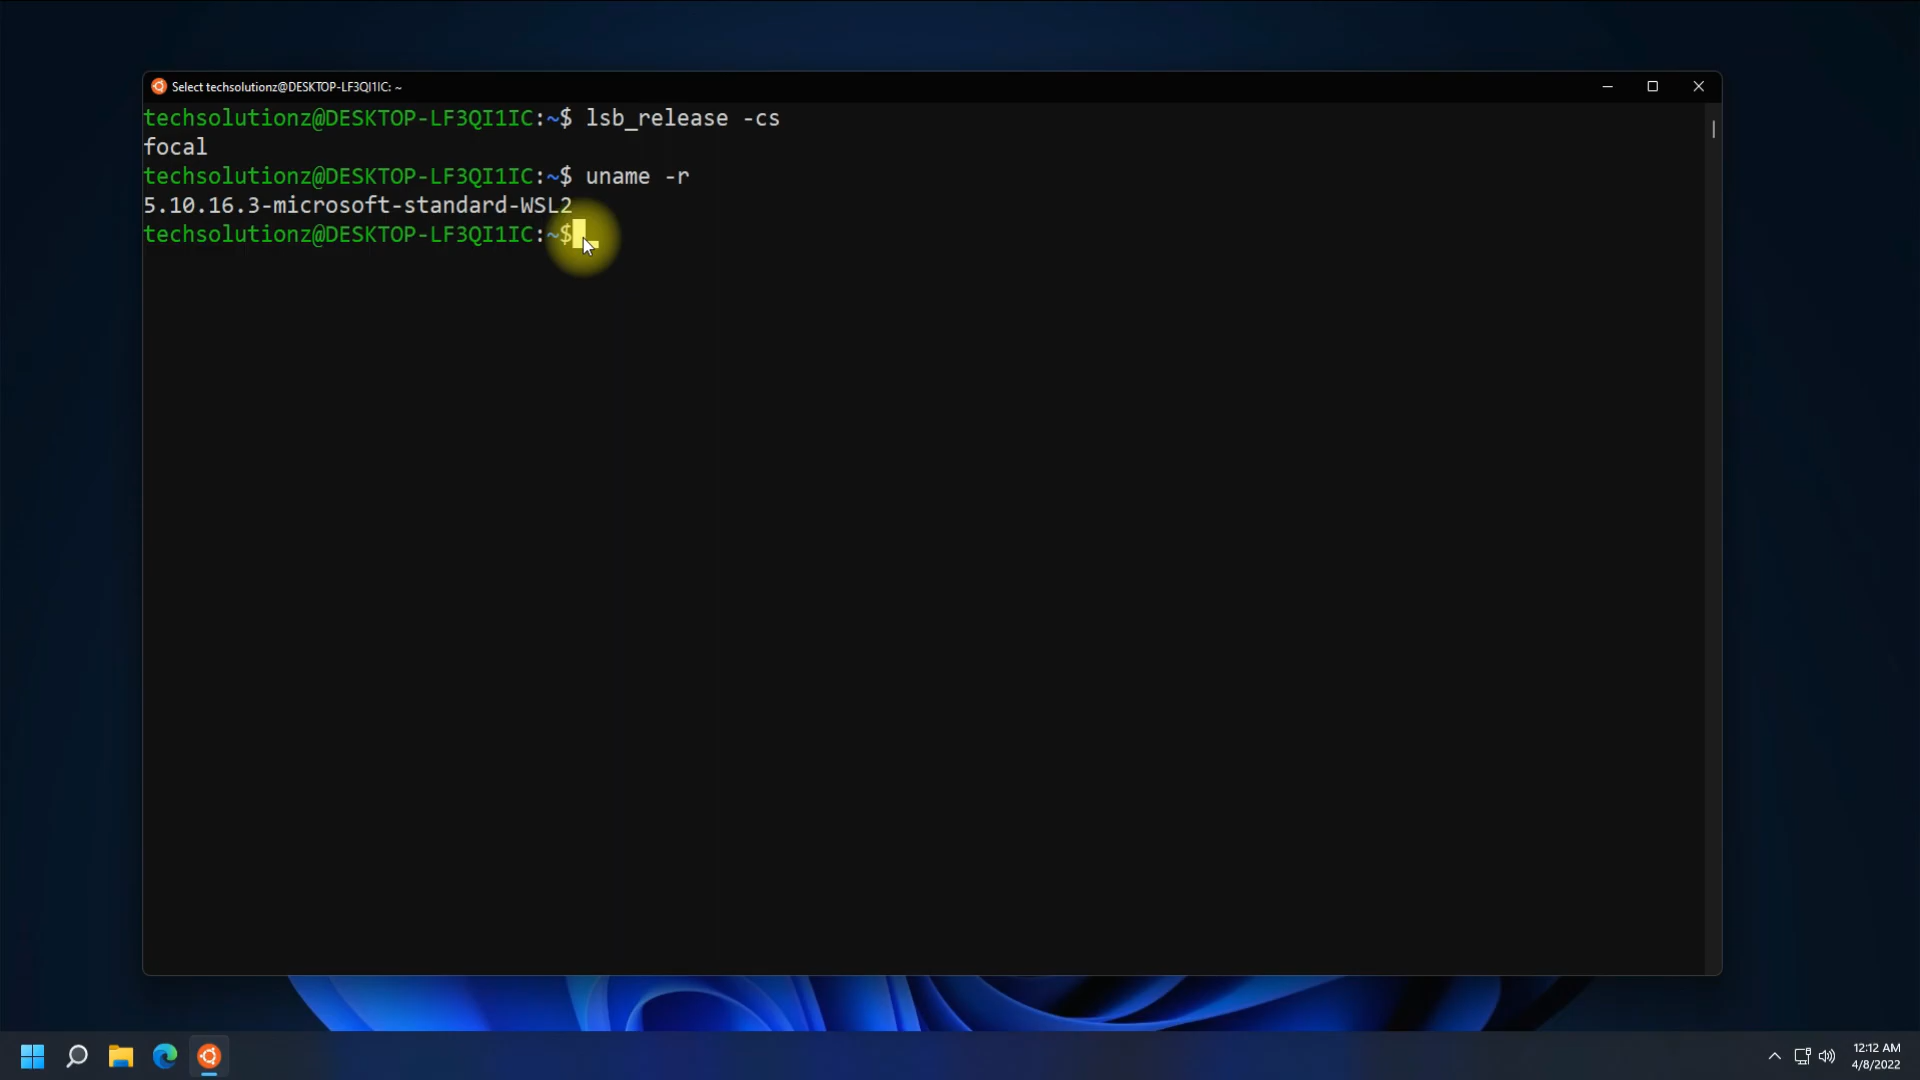 Select techsolutionz@DESKTOP-LF3QI1IC: ~
techsolutionz@DESKTOP-LF3QI1IC:~$ lsb_release -cs
focal
techsolutionz@DESKTOP-LF3QI1IC:~$ uname -r
5.10.16.3-microsoft-standard-WSL2
techsolutionz@DESKTOP-LF3QI1IC:~$
12:12 AM
4/8/2022